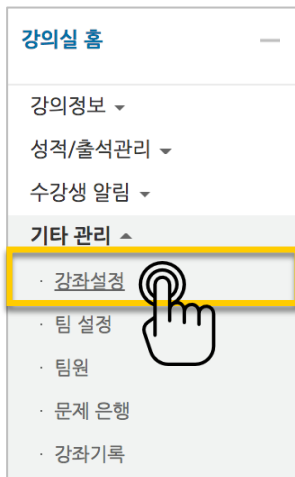 강의실 홈
강의정보
성적/출석관리
수강생 알림
기타 관리
· 강좌설정
· 팀 설정
· 팀원
· 문제 은행
· 강좌기록